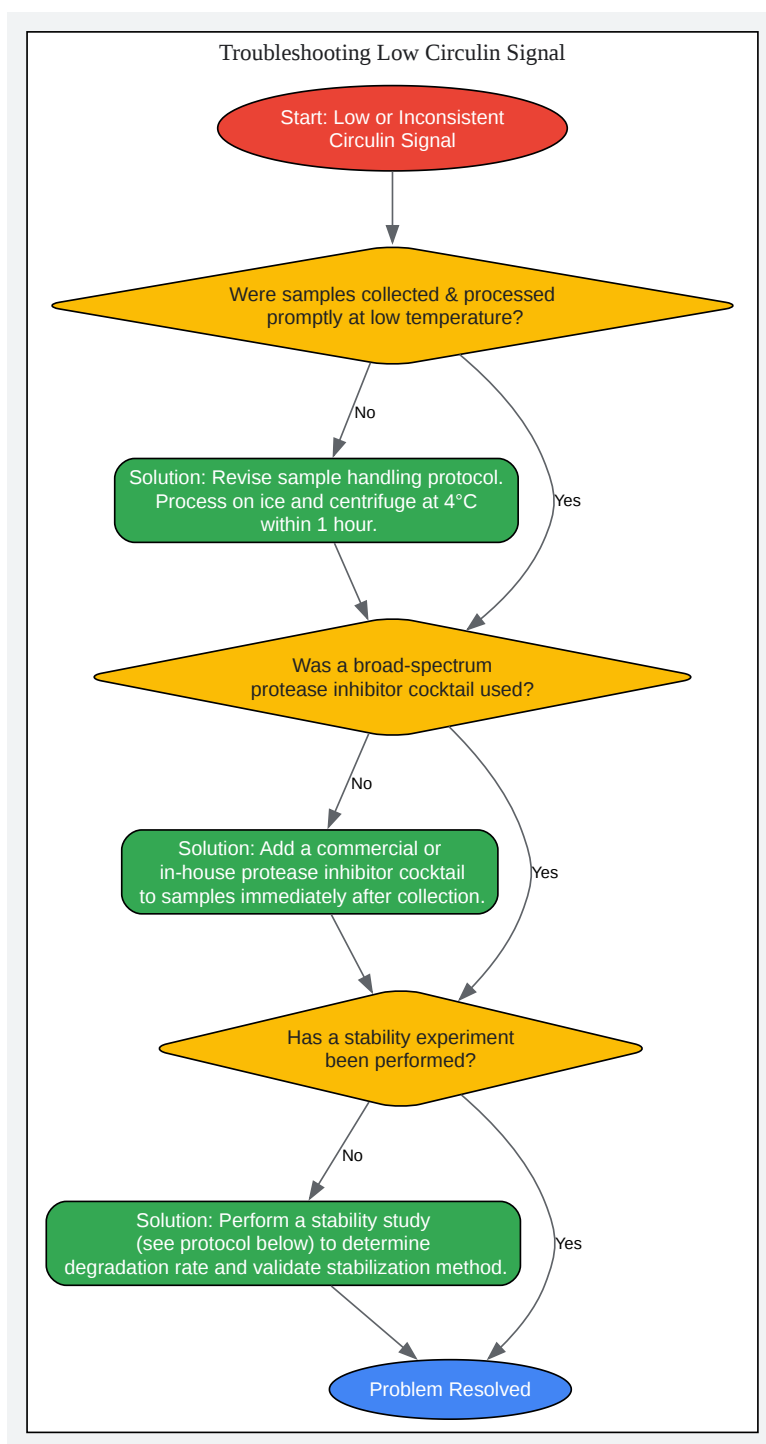 Troubleshooting Low Circulin Signal
Start: Low or Inconsistent
Circulin Signal
Were samples collected & processed
promptly at low temperature?
No
Yes
Solution: Revise sample handling protocol.
Process on ice and centrifuge at 4°C
within 1 hour.
Was a broad-spectrum
protease inhibitor cocktail used?
No
Yes
Solution: Add a commercial or
in-house protease inhibitor cocktail
to samples immediately after collection.
Has a stability experiment
been performed?
No
Yes
Solution: Perform a stability study
(see protocol below) to determine
degradation rate and validate stabilization method.
Problem Resolved